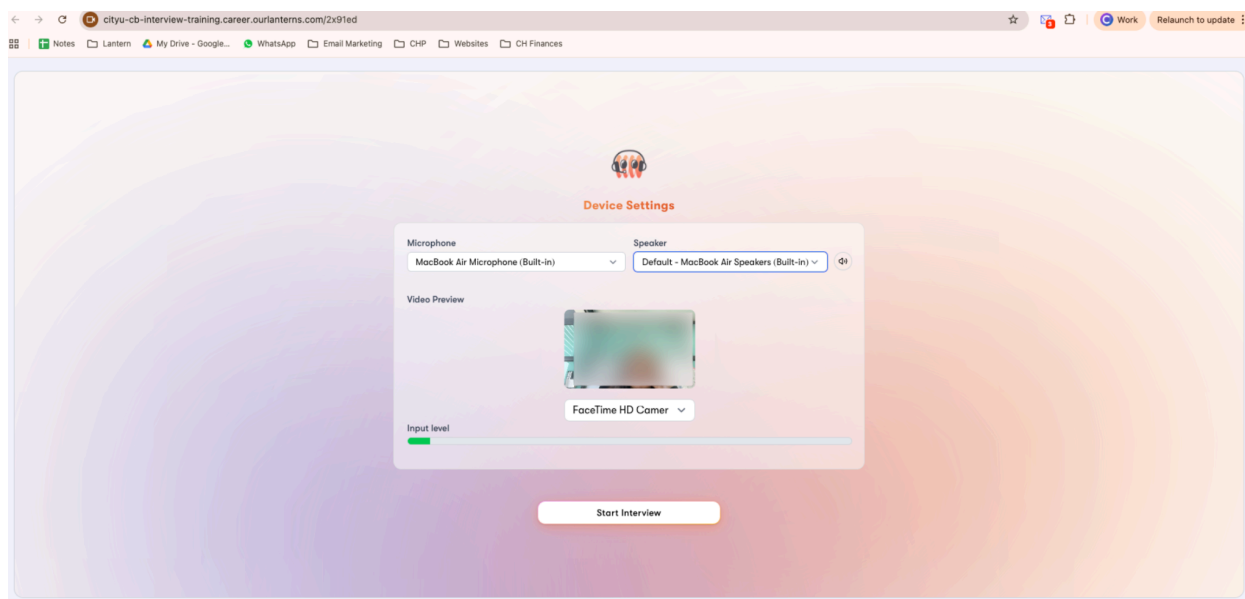 cityu-cb-interview-training.career.ourlanterns.com/2x91ed
Work
Relaunch to update
Notes
Lantern
My Drive - Google...
WhatsApp
Email Marketing
CHP
Websites
CH Finances
Device Settings
Microphone
Speaker
MacBook Air Microphone (Built-in)
Default - MacBook Air Speakers (Built-in)
Video Preview
FaceTime HD Camer
Input level
Start Interview